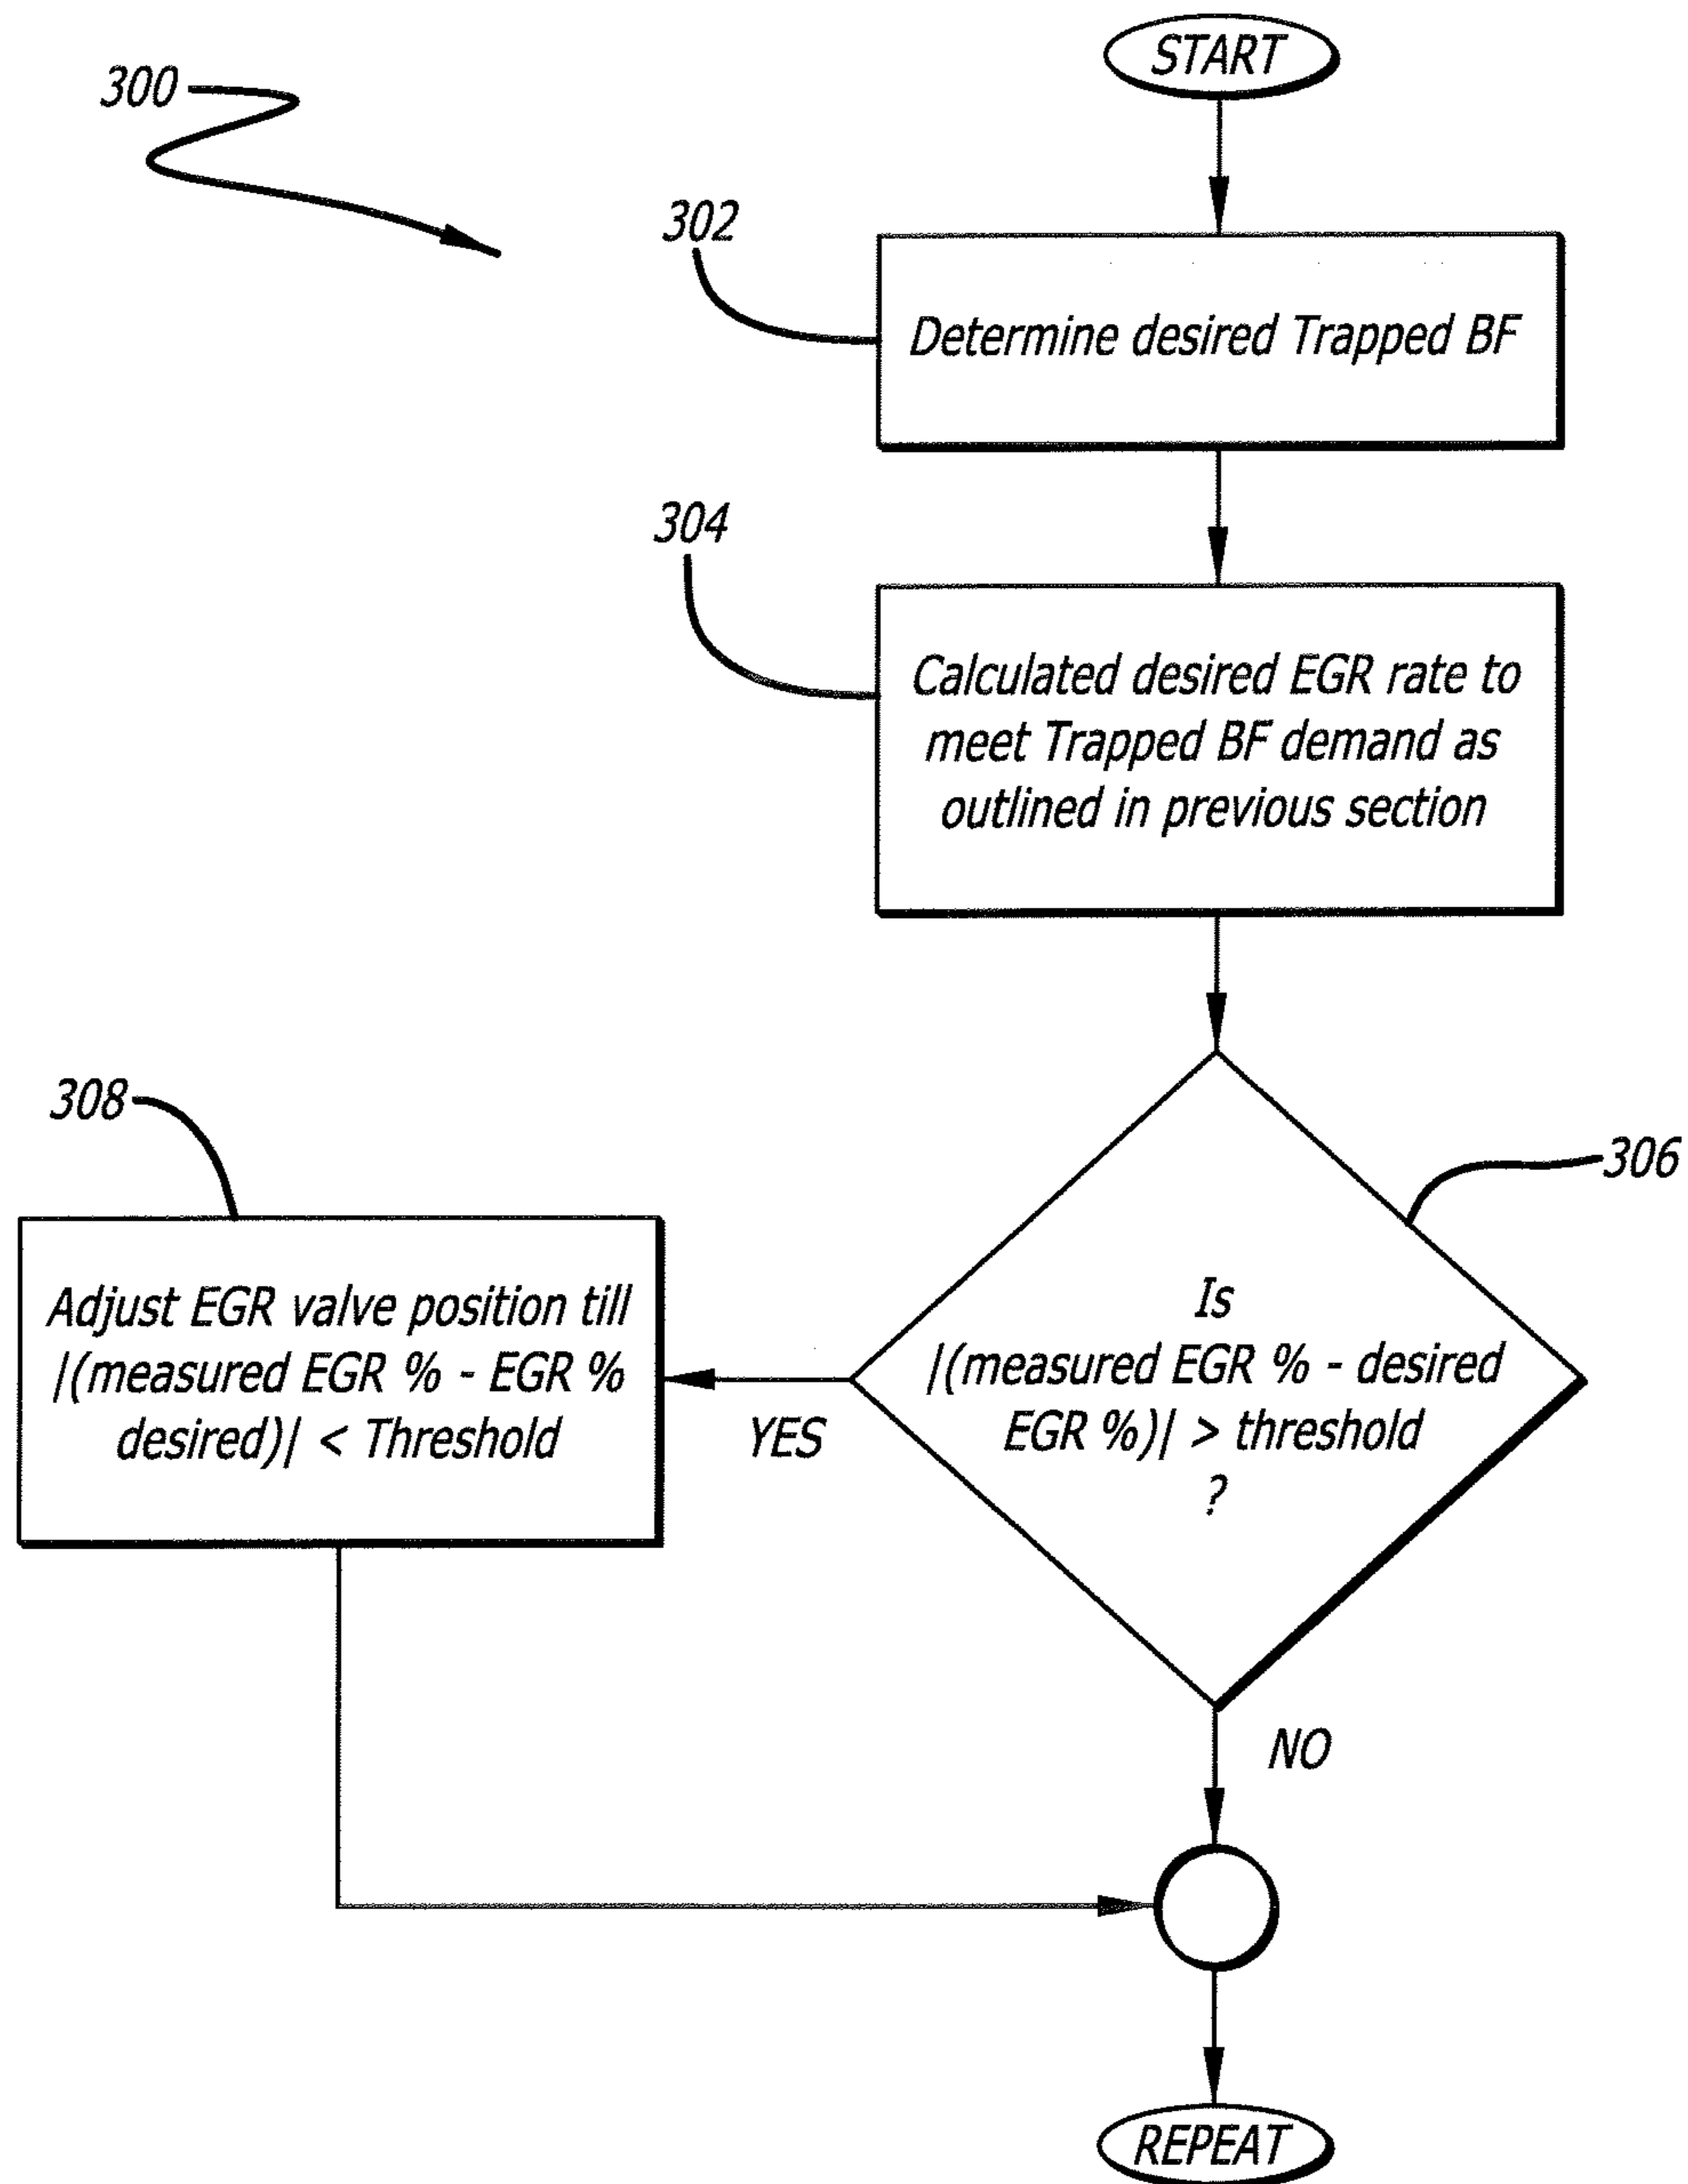 START
300
302
Determine desired Trapped BF
304
Calculated desired EGR rate to
meet Trapped BF demand as
outlined in previous section
308
306
Adjust EGR valve position till
|(measured EGR % - EGR %
desired)| < Threshold
YES
Is
|(measured EGR % - desired
EGR %)| > threshold
?
NO
REPEAT